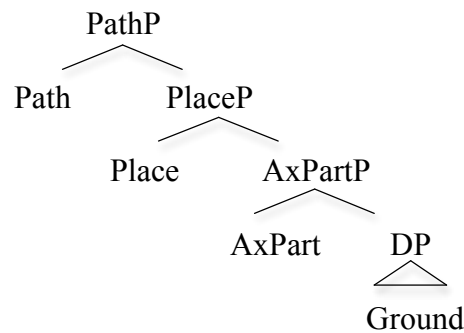 PathP
Path PlaceP
Place AxPartP
AxPart DP
Ground